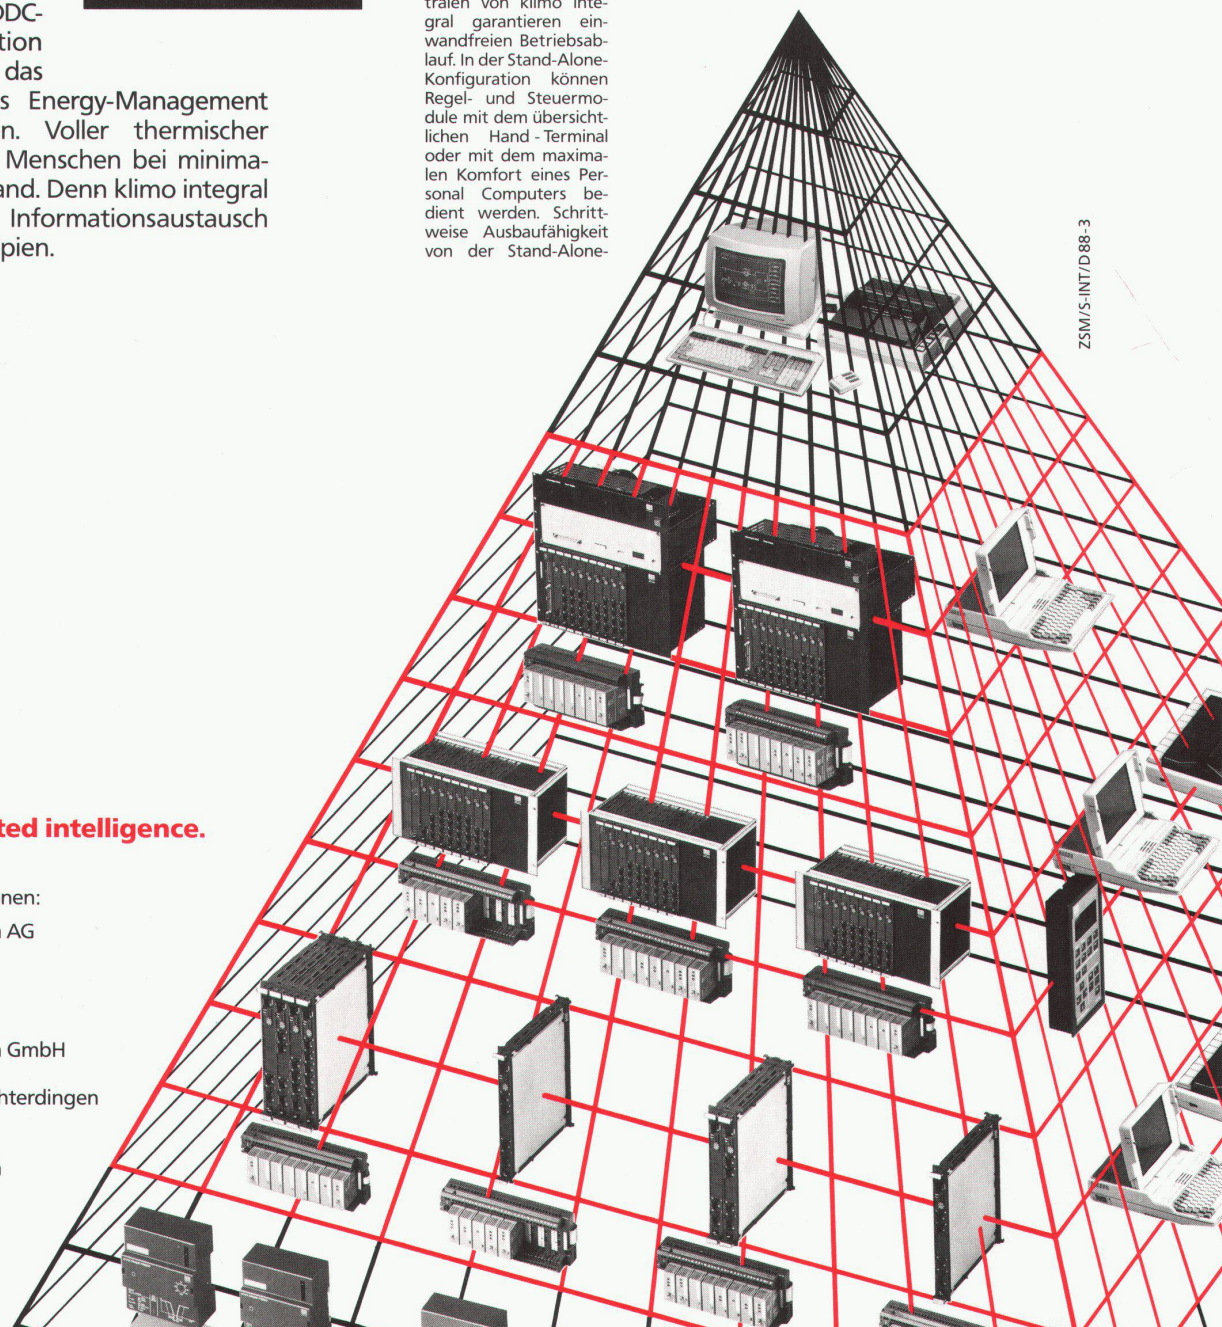 DDC-
tion
das
s Energy-Management
n. Voller thermischer
Menschen bei minima-
and. Denn klimo integral
Informationsaustausch
pien.
tralen von klimo inte-
gral garantieren ein-
wandfreien Betriebsab-
lauf. In der Stand-Alone-
Konfiguration können
Regel- und Steuermo-
dule mit dem übersicht-
lichen Hand-Terminal
oder mit dem maxima-
len Komfort eines Per-
sonal Computers be-
dient werden. Schritt-
weise Ausbaufähigkeit
von der Stand-Alone-
ZSM/S-INT/D88-3
ted intelligence.
nen:
AG
GmbH
hterdingen